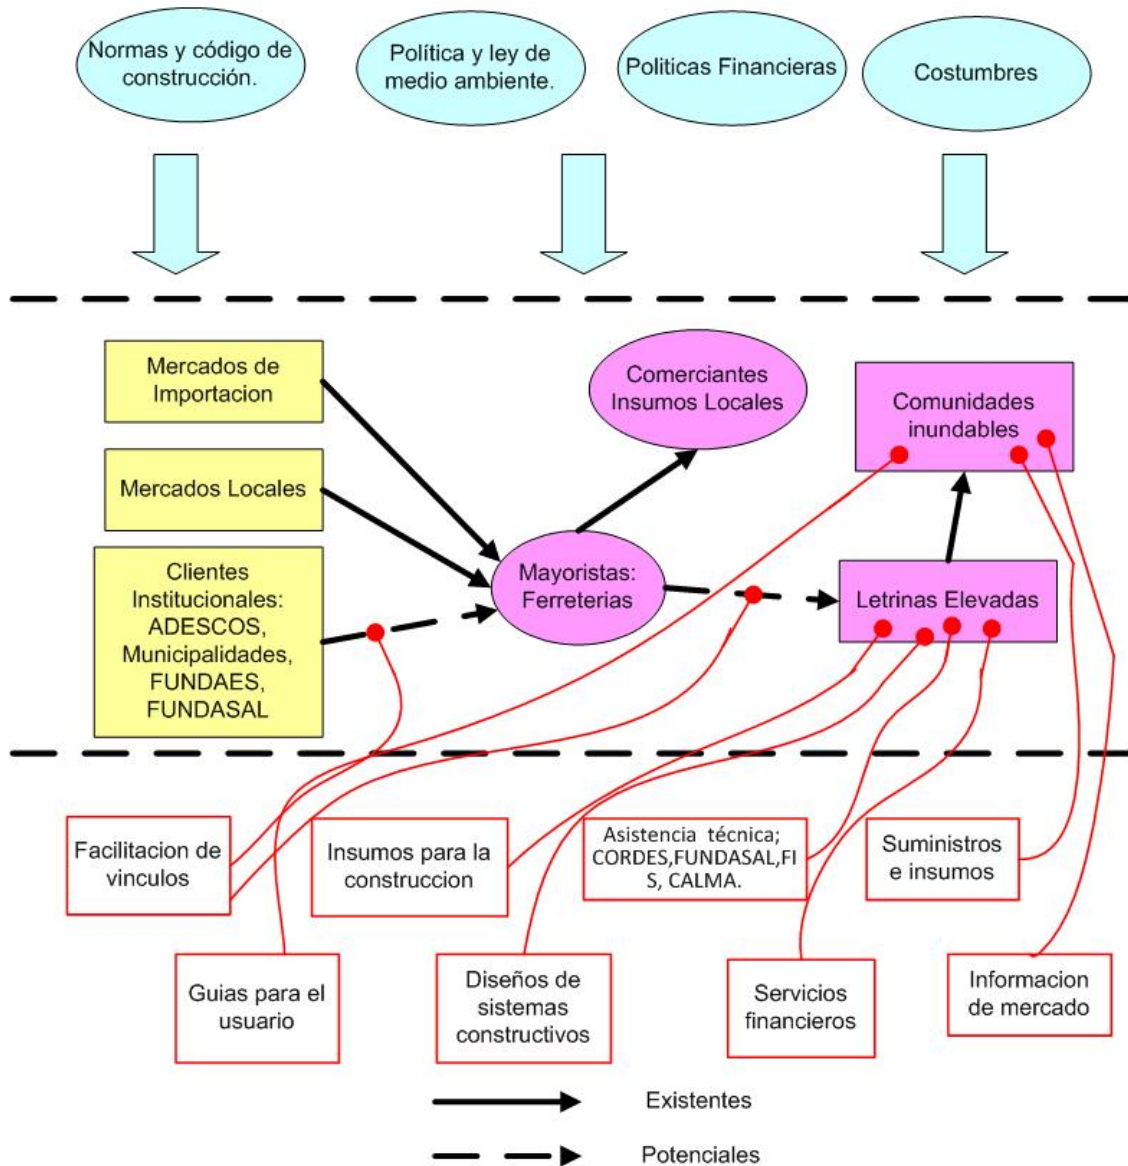 Normas y código de
construcción.
Política y ley de
medio ambiente.
Politicas Financieras
Costumbres
Mercados de
Importacion
Comerciantes
Insumos Locales
Comunidades
inundables
Mercados Locales
Clientes
Institucionales:
ADESCOS,
Municipalidades,
FUNDAES,
FUNDASAL
Mayoristas:
Ferreterias
Letrinas Elevadas
Facilitacion de
vinculos
Insumos para la
construccion
Asistencia técnica;
CORDES,FUNDASAL,FI
S, CALMA.
Suministros
e insumos
Guias para el
usuario
Diseños de
sistemas
constructivos
Servicios
financieros
Informacion
de mercado
Existentes
Potenciales